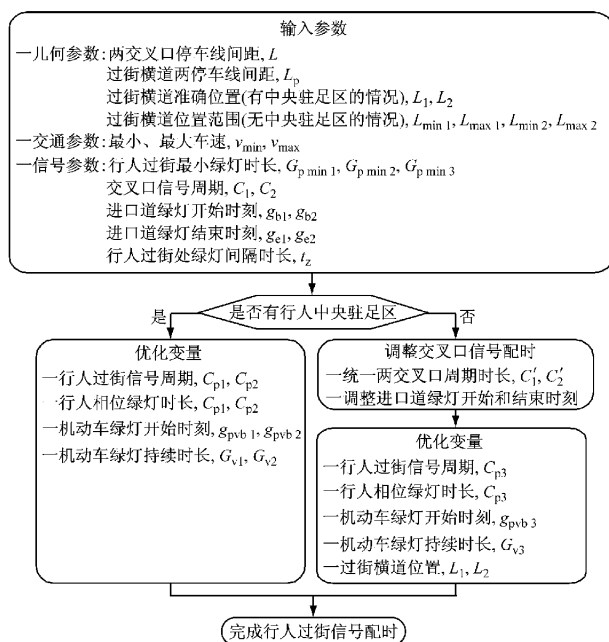 输入参数
—几何参数:两交叉口停车线间距, L
过街横道两停车线间距, Lp
过街横道准确位置(有中央驻足区的情况), L1, L2
过街横道位置范围(无中央驻足区的情况), Lmin 1, Lmax 1, Lmin 2, Lmax 2
—交通参数:最小、最大车速, vmin, vmax
—信号参数:行人过街最小绿灯时长, Gp min 1, Gp min 2, Gp min 3
交叉口信号周期, C1, C2
进口道绿灯开始时刻, gb1, gb2
进口道绿灯结束时刻, ge1, ge2
行人过街处绿灯间隔时长, tz
是否有行人中央驻足区
是
否
优化变量
—行人过街信号周期, Cp1, Cp2
—行人相位绿灯时长, Cp1, Cp2
—机动车绿灯开始时刻, gpvb 1, gpvb 2
—机动车绿灯持续时长, Gv1, Gv2
调整交叉口信号配时
—统一两交叉口周期时长, C1′, C2′
—调整进口道绿灯开始和结束时刻
优化变量
—行人过街信号周期, Cp3
—行人相位绿灯时长, Cp3
—机动车绿灯开始时刻, gpvb 3
—机动车绿灯持续时长, Gv3
—过街横道位置, L1, L2
完成行人过街信号配时